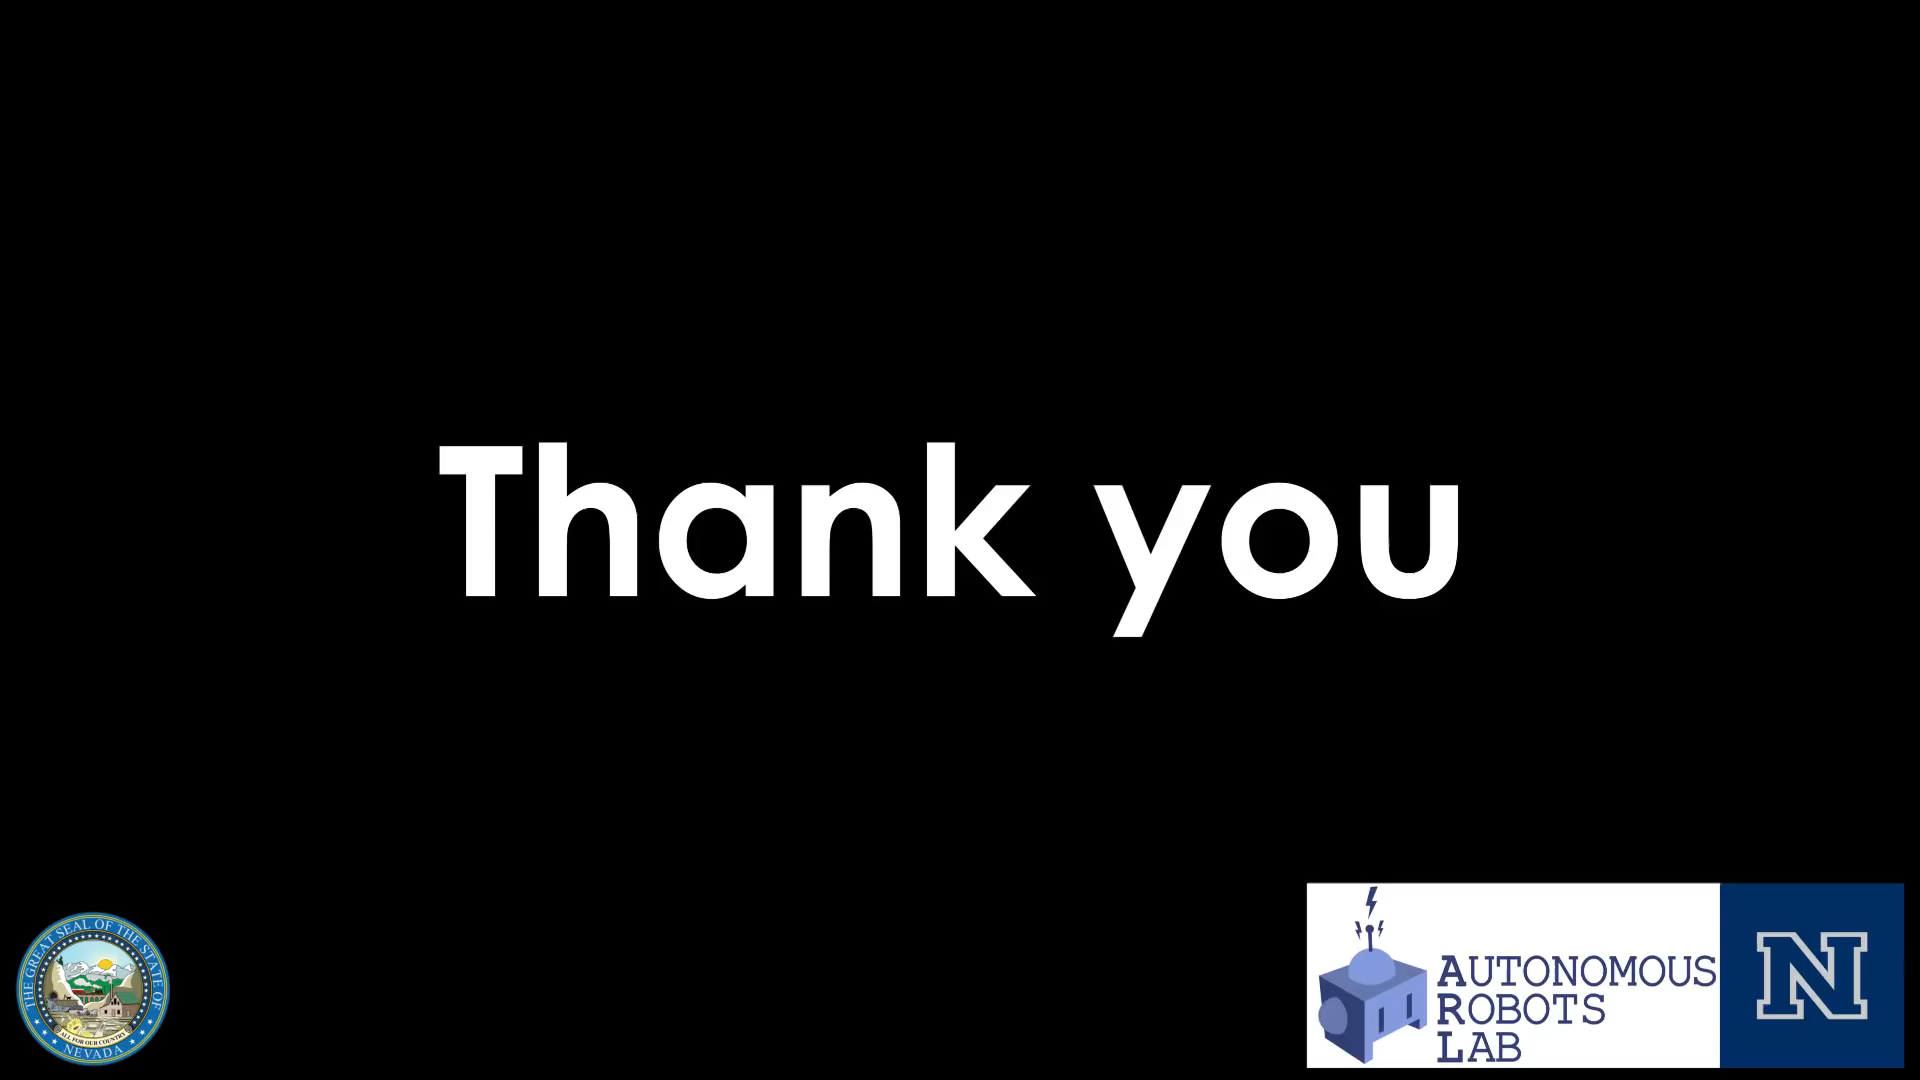 Thank you
THE GREAT SEAL OF THE STATE OF
NEVADA
ALL FOR OUR COUNTRY
AUTONOMOUS
ROBOTS
LAB
N